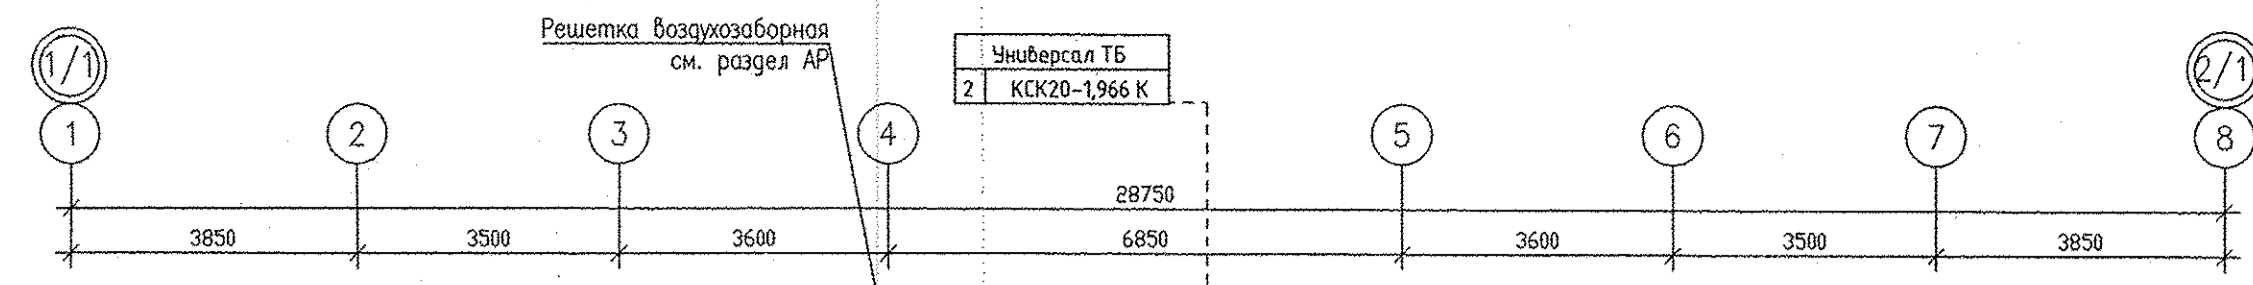 Решетка воздухозаборная
см. раздел АР
Универсал ТБ
2 КСК20-1,966 К
1/1 2/1
1 2 3 4 5 6 7 8
28750
3850 3500 3600 6850 3600 3500 3850